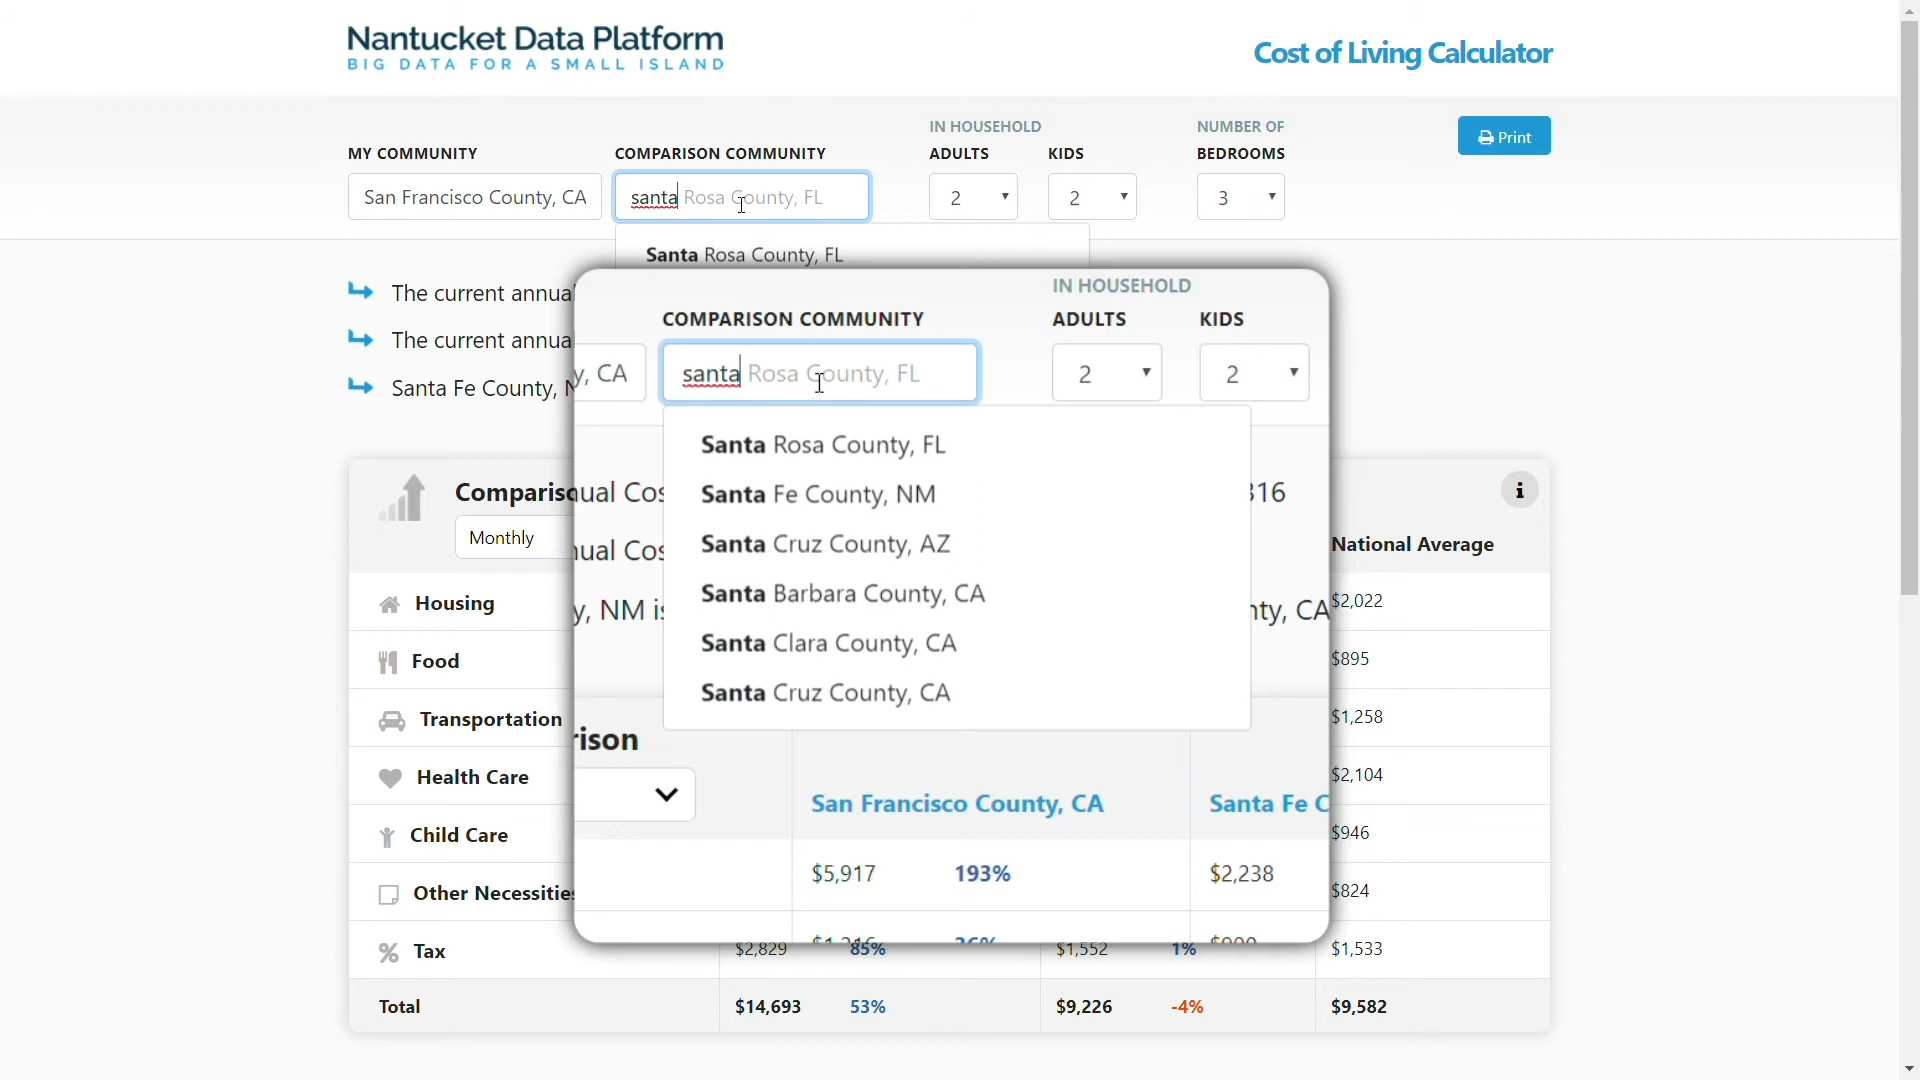 Nantucket Data Platform
BIG DATA FOR A SMALL ISLAND
Cost of Living Calculator
IN HOUSEHOLD
NUMBER OF
MY COMMUNITY
COMPARISON COMMUNITY
ADULTS
KIDS
BEDROOMS
Print
San Francisco County, CA
santa Rosa County, FL
2
2
3
Santa Rosa County, FL
The current annua
The current annua
Santa Fe County, N
IN HOUSEHOLD
COMPARISON COMMUNITY
ADULTS
KIDS
y, CA
santa Rosa County, FL
2
2
Santa Rosa County, FL
Santa Fe County, NM
Santa Cruz County, AZ
Santa Barbara County, CA
Santa Clara County, CA
Santa Cruz County, CA
ual Cos
316
ual Cos
y, NM is
nty, CA
rison
San Francisco County, CA
Santa Fe C
$5,917 193% $2,238
Comparis
Monthly
National Average
Housing $2,022
Food $895
Transportation $1,258
Health Care $2,104
Child Care $946
Other Necessities $824
Tax $2,829 85% $1,552 1% $1,533
Total $14,693 53% $9,226 -4% $9,582